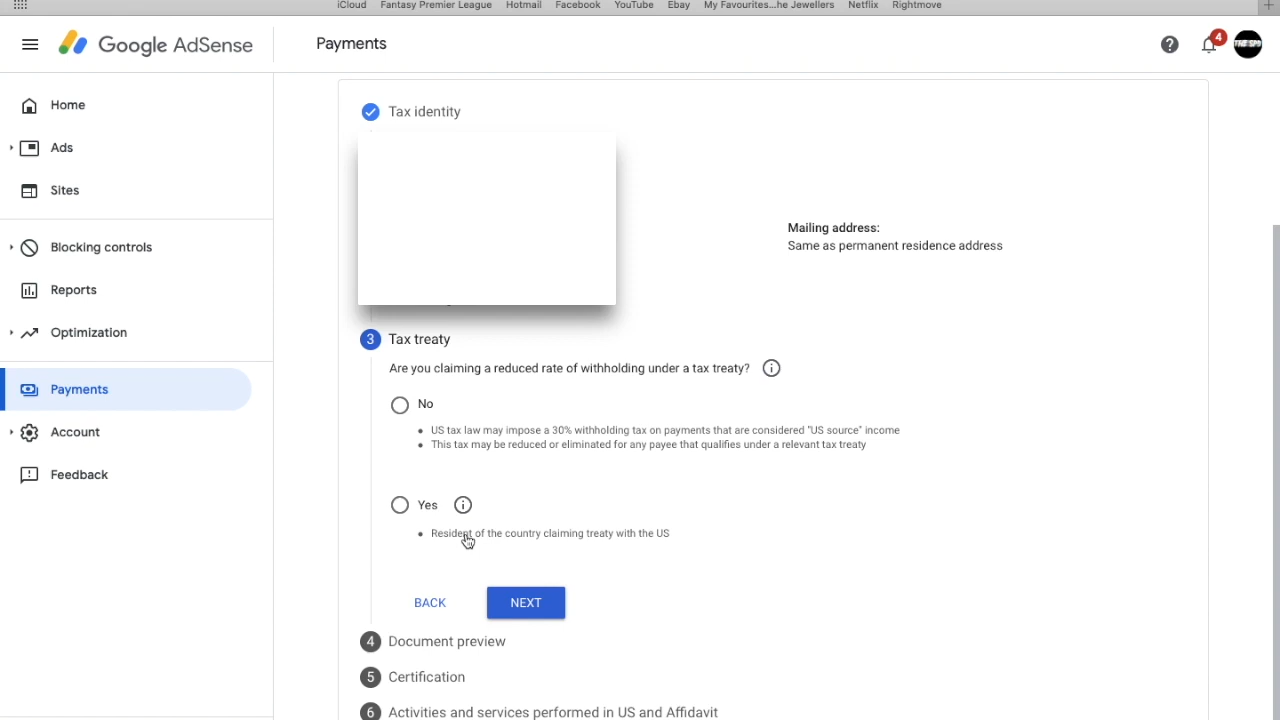 iCloud Fantasy Premier League Hotmail Facebook YouTube Ebay My Favourites...he Jewellers Netflix Rightmove
Google AdSense
Payments
4
Home
Ads
Sites
Blocking controls
Reports
Optimization
Payments
Account
Feedback
Tax identity
Mailing address:
Same as permanent residence address
3 Tax treaty
Are you claiming a reduced rate of withholding under a tax treaty?
No
• US tax law may impose a 30% withholding tax on payments that are considered "US source" income
• This tax may be reduced or eliminated for any payee that qualifies under a relevant tax treaty
Yes
• Resident of the country claiming treaty with the US
BACK NEXT
4 Document preview
5 Certification
6 Activities and services performed in US and Affidavit